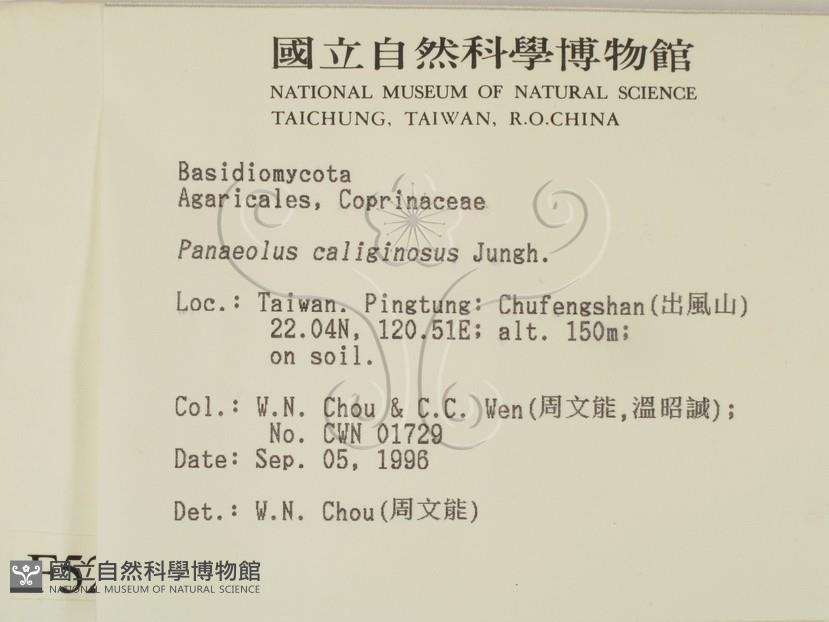 國立自然科學博物館
NATIONAL MUSEUM OF NATURAL SCIENCE
TAICHUNG, TAIWAN, R.O.CHINA
Basidiomycota
Agaricales, Coprinaceae
Panaeolus caliginosus Jungh.
Loc.: Taiwan. Pingtung: Chufengshan(出風山)
22.04N, 120.51E; alt. 150m;
on soil.
Col.: W.N. Chou & C.C. Wen(周文能,溫昭誠);
No. CWN 01729
Date: Sep. 05, 1996
Det.: W.N. Chou(周文能)
國立自然科學博物館
NATIONAL MUSEUM OF NATURAL SCIENCE